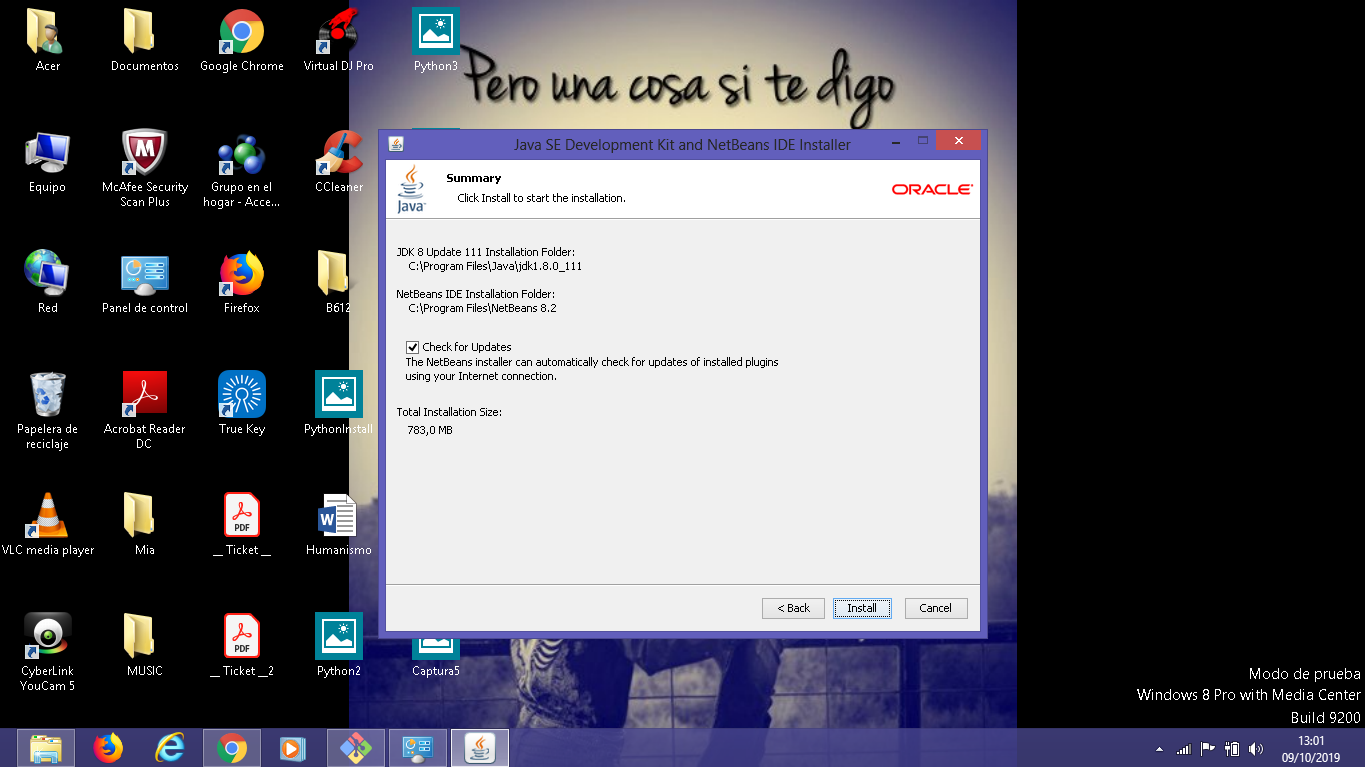 Acer
Documentos
Google Chrome
Virtual DJ Pro
Python3
Pero una cosa si te digo
Equipo
McAfee Security
Scan Plus
Grupo en el
hogar - Acce...
CCleaner
Red
Panel de control
Firefox
B612
Papelera de
reciclaje
Acrobat Reader
DC
True Key
PythonInstall
VLC media player
Mia
PDF
__ Ticket __
W
Humanismo
CyberLink
YouCam 5
MUSIC
PDF
__ Ticket __2
Python2
Captura5
Java SE Development Kit and NetBeans IDE Installer
Java
Summary
Click Install to start the installation.
ORACLE
JDK 8 Update 111 Installation Folder:
C:\Program Files\Java\jdk1.8.0_111
NetBeans IDE Installation Folder:
C:\Program Files\NetBeans 8.2
Check for Updates
The NetBeans installer can automatically check for updates of installed plugins
using your Internet connection.
Total Installation Size:
783,0 MB
< Back
Install
Cancel
Modo de prueba
Windows 8 Pro with Media Center
Build 9200
13:01
09/10/2019